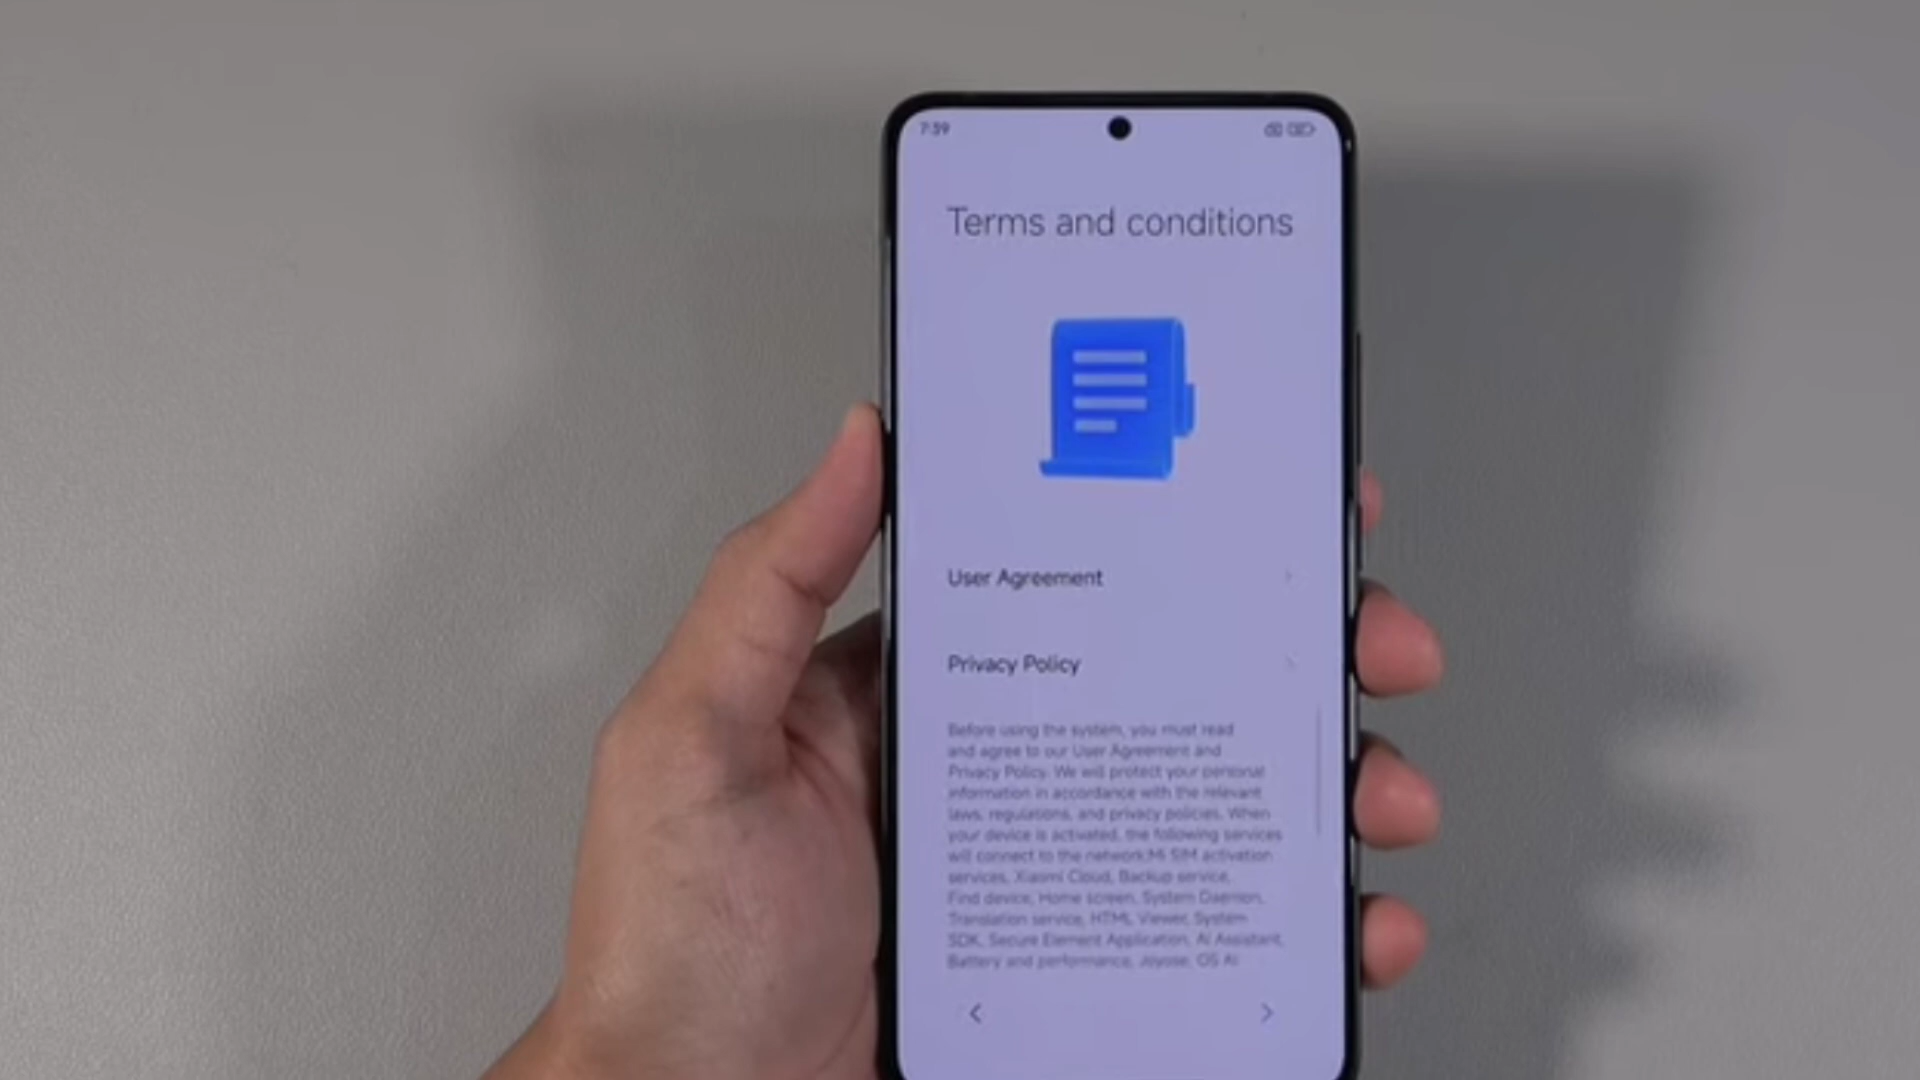 7:39
Terms and conditions
User Agreement
Privacy Policy
Before using the system, you must read
and agree to our User Agreement and
Privacy Policy. We will protect your personal
information in accordance with the relevant
laws, regulations, and privacy policies. When
your device is activated, the following services
will connect to the network:Mi SIM activation
services, Xiaomi Cloud, Backup service,
Find device, Home screen, System Daemon,
Translation service, HTML Viewer, System
SDK, Secure Element Application, AI Assistant,
Battery and performance, Joyose, OS AI